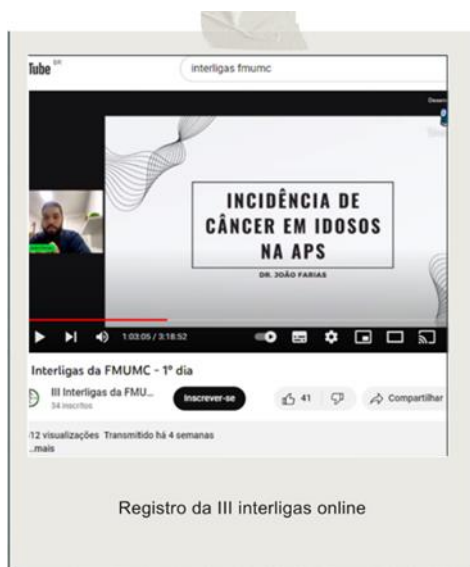 Tube BR
interligas fmumc
INCIDÊNCIA DE
CÂNCER EM IDOSOS
NA APS
DR. JOÃO FARIAS
1:03:05 / 3:18:52
Interligas da FMUMC - 1º dia
III Interligas da FMU...
34 inscritos
Inscrever-se
41
Compartilhar
12 visualizações Transmitido há 4 semanas
...mais
Registro da III interligas online